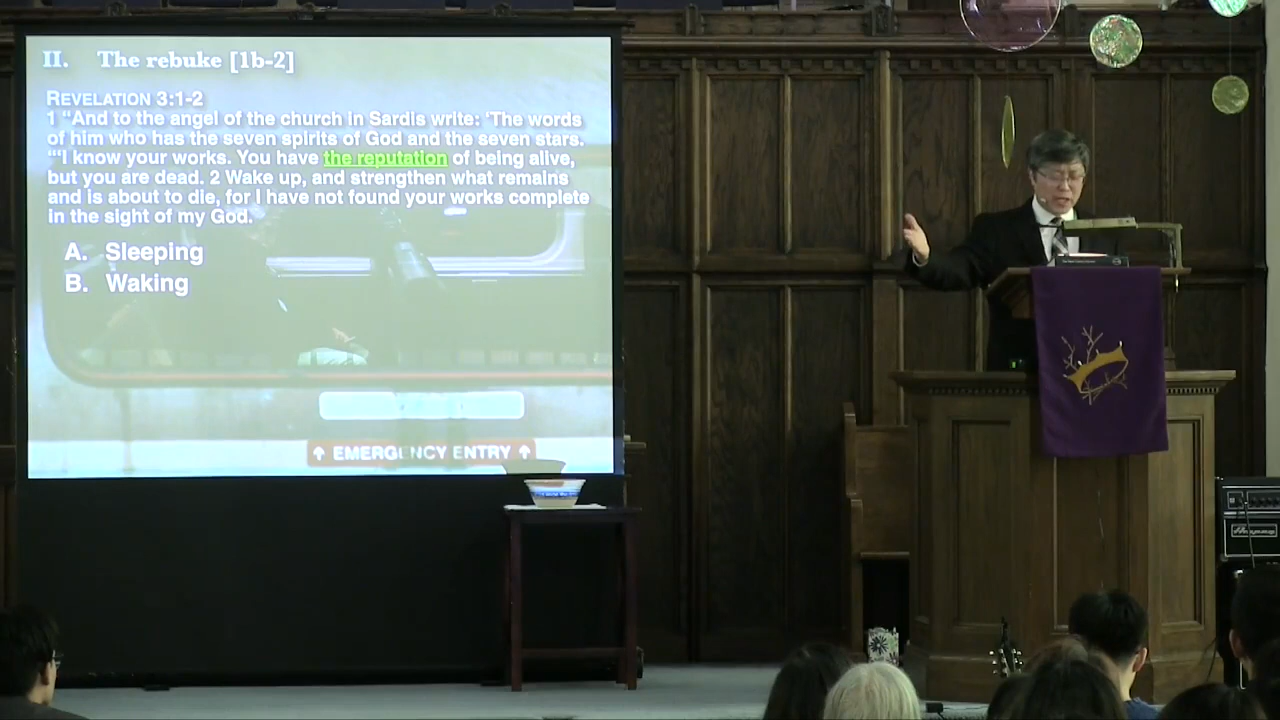 II. The rebuke [1b-2]
REVELATION 3:1-2
1 “And to the angel of the church in Sardis write: ‘The words
of him who has the seven spirits of God and the seven stars.
“‘I know your works. You have the reputation of being alive,
but you are dead. 2 Wake up, and strengthen what remains
and is about to die, for I have not found your works complete
in the sight of my God.
A. Sleeping
B. Waking
↑ EMERGENCY ENTRY ↑